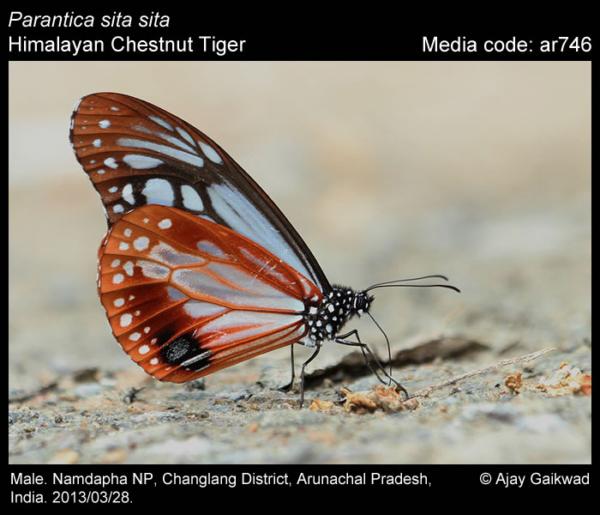 Parantica sita sita
Himalayan Chestnut Tiger
Media code: ar746
Male. Namdapha NP, Changlang District, Arunachal Pradesh,
India. 2013/03/28.
© Ajay Gaikwad